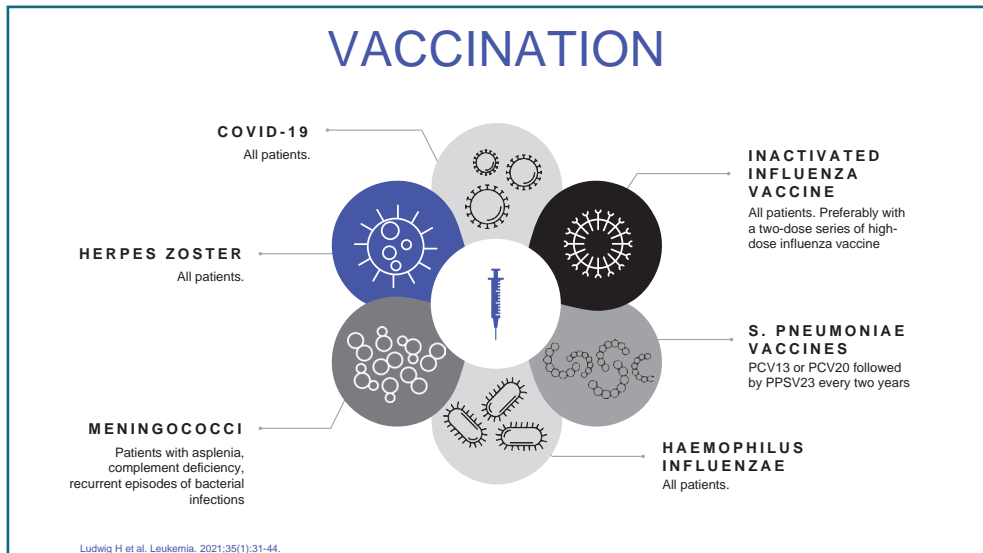 VACCINATION
COVID-19
All patients.
INACTIVATED
INFLUENZA
VACCINE
All patients. Preferably with
a two-dose series of high-
dose influenza vaccine
HERPES ZOSTER
All patients.
S. PNEUMONIAE
VACCINES
PCV13 or PCV20 followed
by PPSV23 every two years
MENINGOCOCCI
Patients with asplenia,
complement deficiency,
recurrent episodes of bacterial
infections
HAEMOPHILUS
INFLUENZAE
All patients.
Ludwig H et al. Leukemia. 2021;35(1):31-44.